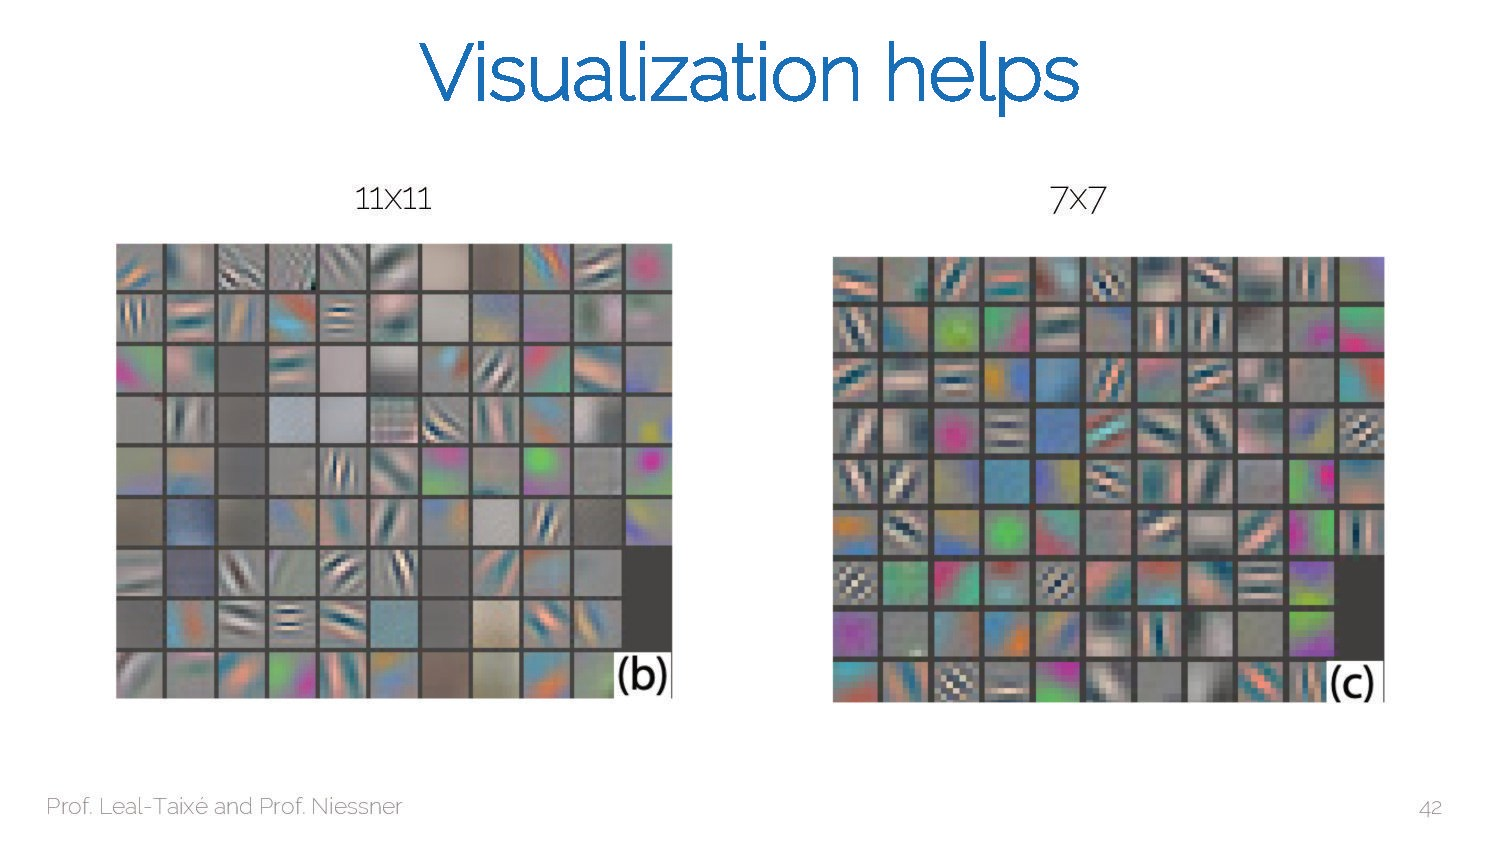 Visualization helps
11x11
7x7
(b)
(c)
Prof. Leal-Taixé and Prof. Niessner
42